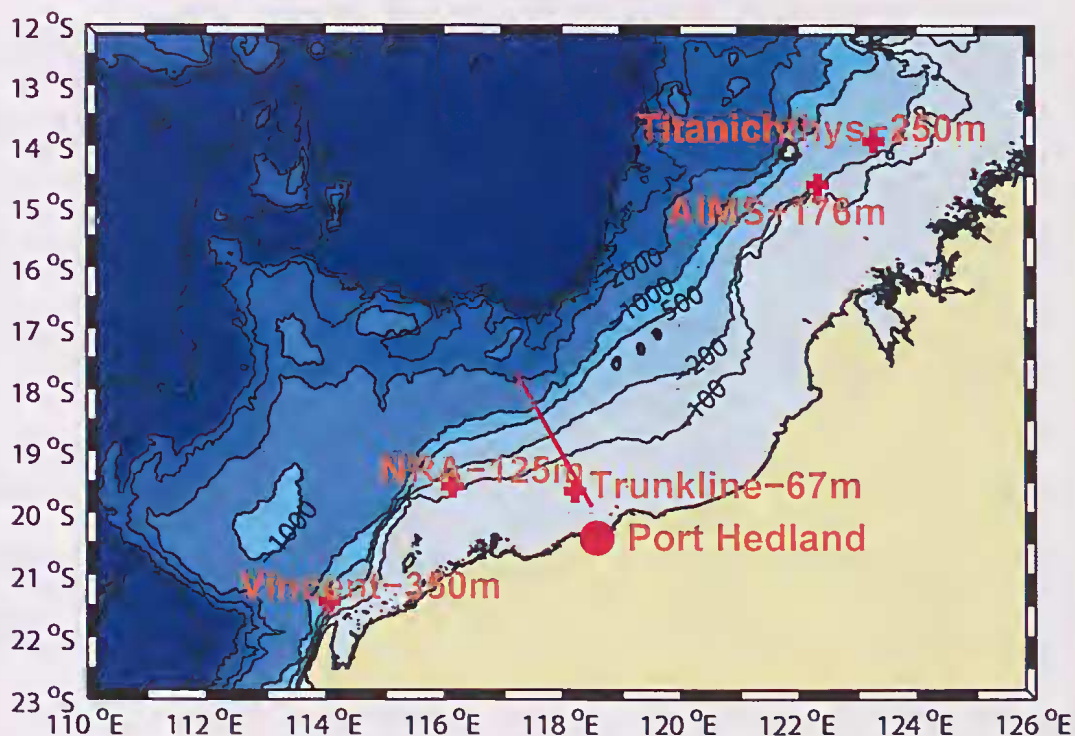 12 °S
13 °S
Titanichthys-250m
14 °S
15 °S
AIMS-176m
16 °S
2000
1000
500
17 °S
200
18 °S
100
19 °S
NRA-125m
Trunkline-67m
20 °S
1000
Port Hedland
21 °S
Vincent-350m
22 °S
23 °S
110 °E 112 °E 114 °E 116 °E 118 °E 120 °E 122 °E 124 °E 126 °E